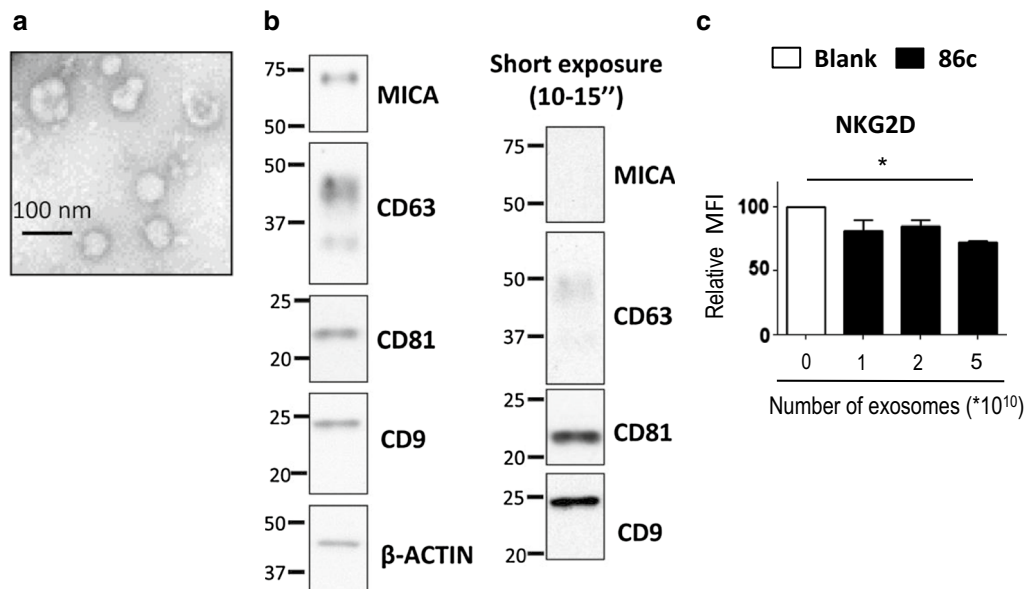 a
100 nm
b
75
50
MICA
50
37
CD63
25
20
CD81
25
20
CD9
50
37
β-ACTIN
Short exposure
(10-15’’)
75
50
MICA
50
37
CD63
25
20
CD81
25
20
CD9
c
Blank 86c
NKG2D
*
Relative MFI
100
50
0
0 1 2 5
Number of exosomes (*10¹⁰)